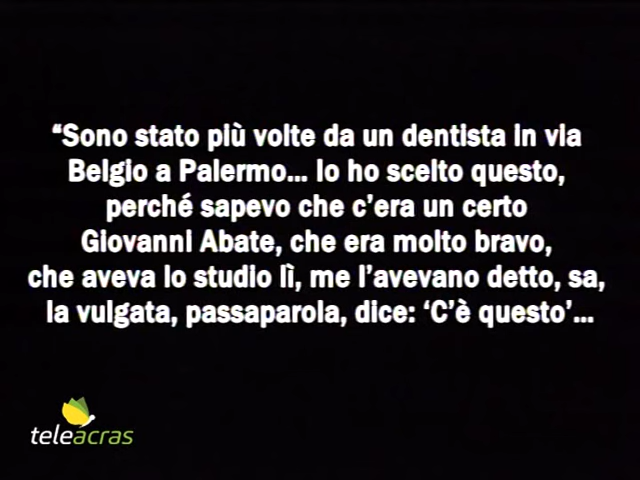 “Sono stato più volte da un dentista in via
Belgio a Palermo... Io ho scelto questo,
perché sapevo che c’era un certo
Giovanni Abate, che era molto bravo,
che aveva lo studio lì, me l’avevano detto, sa,
la vulgata, passaparola, dice: ‘C’è questo’...
teleacras